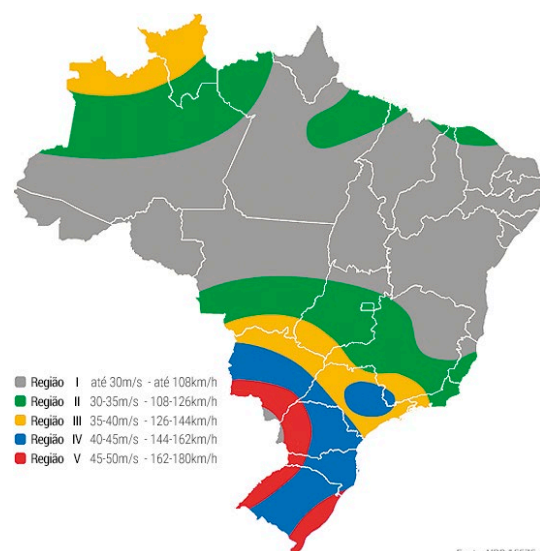 Região I até 30m/s - até 108km/h
Região II 30-35m/s - 108-126km/h
Região III 35-40m/s - 126-144km/h
Região IV 40-45m/s - 144-162km/h
Região V 45-50m/s - 162-180km/h